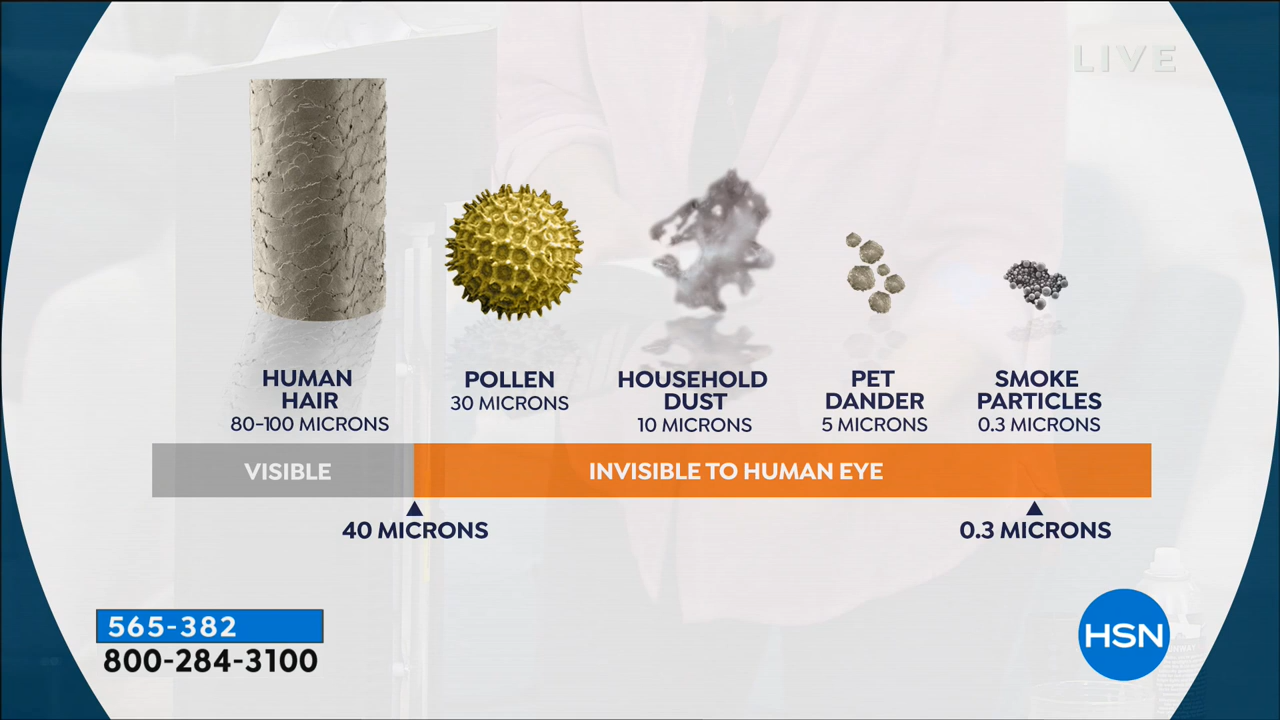 LIVE
HUMAN
HAIR
80-100 MICRONS
POLLEN
30 MICRONS
HOUSEHOLD
DUST
10 MICRONS
PET
DANDER
5 MICRONS
SMOKE
PARTICLES
0.3 MICRONS
VISIBLE
INVISIBLE TO HUMAN EYE
40 MICRONS
0.3 MICRONS
565-382
800-284-3100
HSN